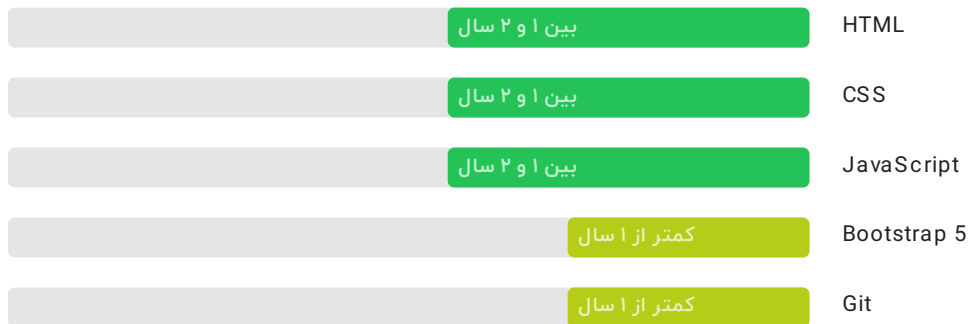 HTML
بین ۱ و ۲ سال
CSS
بین ۱ و ۲ سال
JavaScript
بین ۱ و ۲ سال
Bootstrap 5
کمتر از ۱ سال
Git
کمتر از ۱ سال